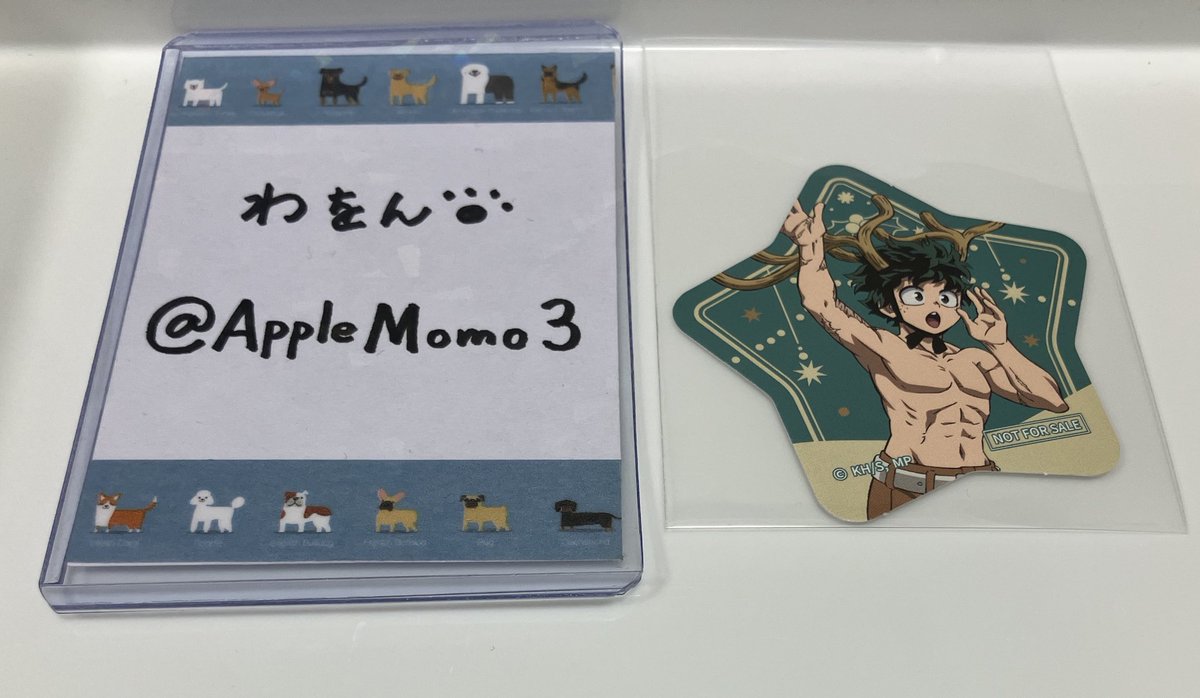 わをん
@AppleMomo3
NOT FOR SALE
© KH/S, MP